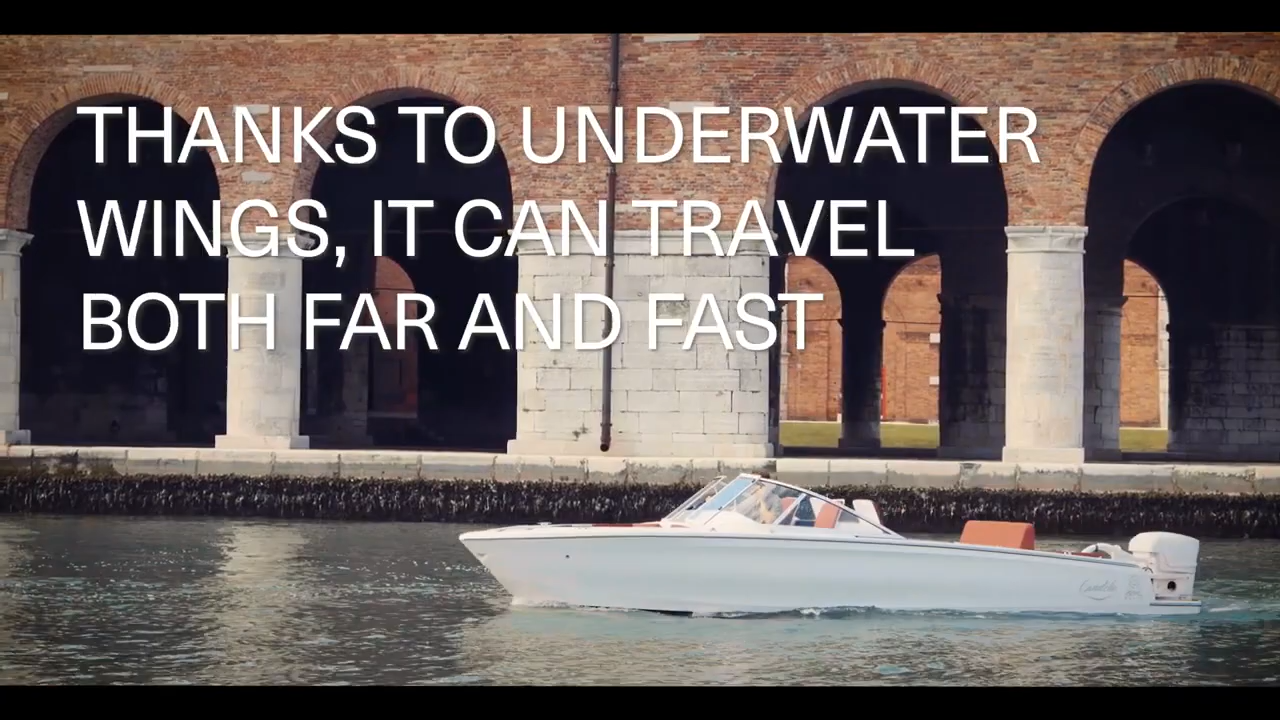 THANKS TO UNDERWATER
WINGS, IT CAN TRAVEL
BOTH FAR AND FAST